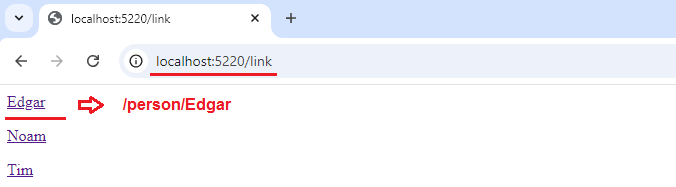 localhost:5220/link
localhost:5220/link
Edgar /person/Edgar
Noam
Tim